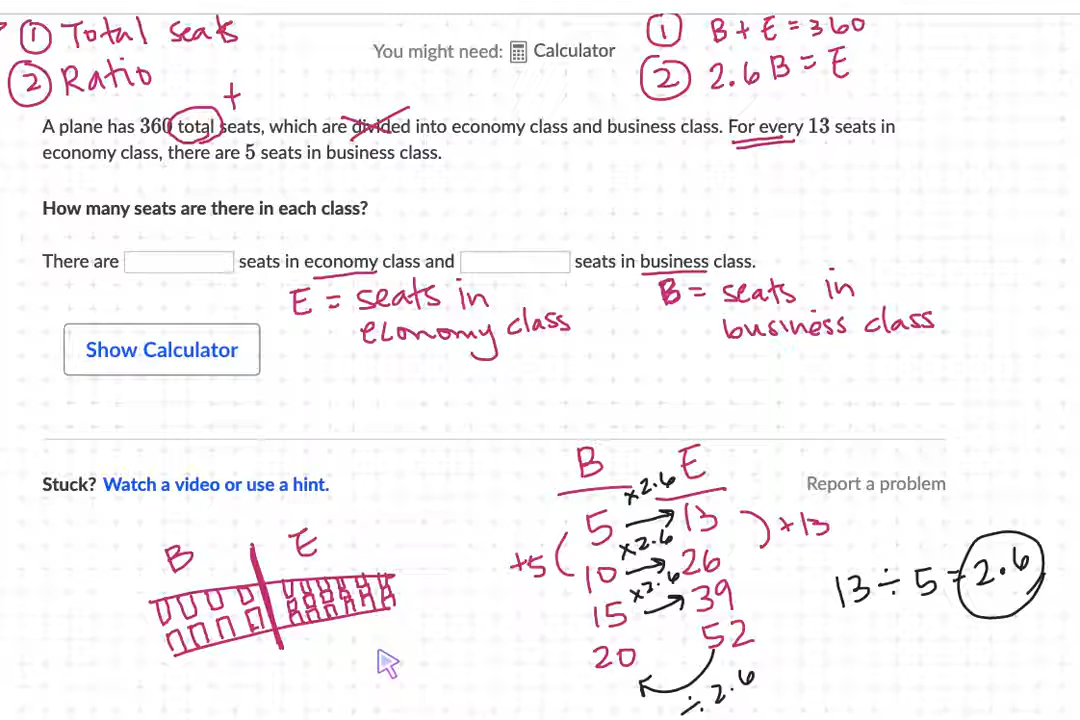 ① Total seats
② Ratio
You might need: Calculator
① B + E = 360
② 2.6 B = E
+
A plane has 360 total seats, which are divided into economy class and business class. For every 13 seats in
economy class, there are 5 seats in business class.
How many seats are there in each class?
There are seats in economy class and seats in business class.
E = seats in
economy class
B = seats in
business class
Show Calculator
Stuck? Watch a video or use a hint.
Report a problem
B E
B E
×2.6
5 13
+5 ( ) +13
×2.6
10 26
×2.6
15 39
20 52
÷ 2.6
13 ÷ 5 = 2.6